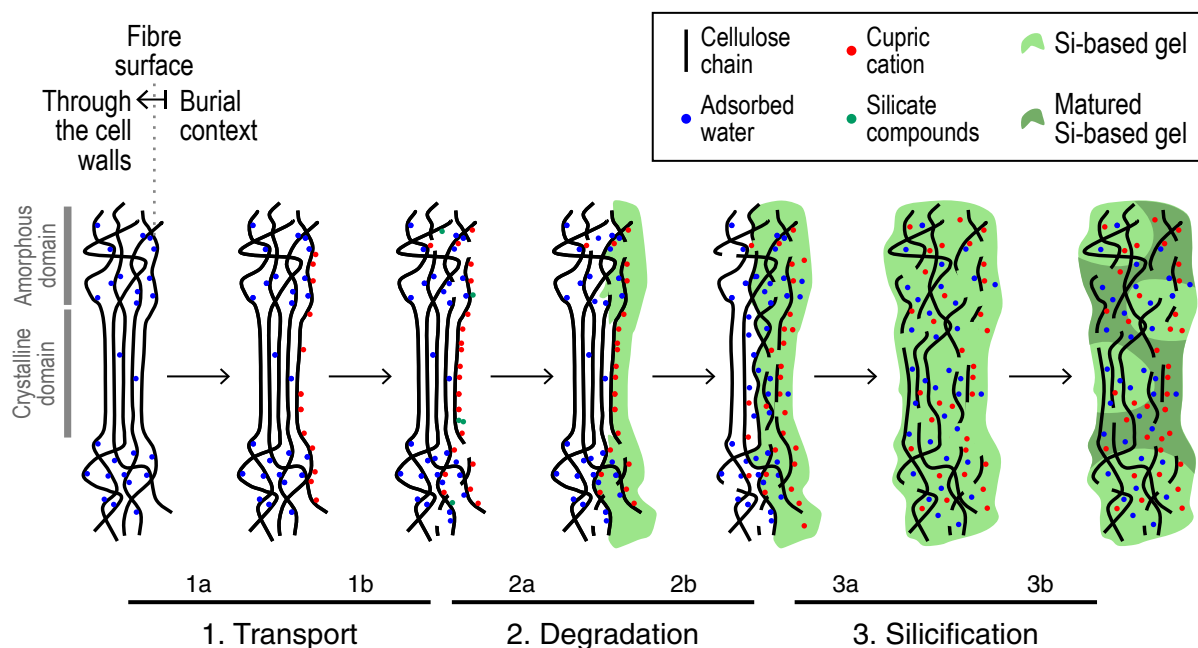 Fibre
surface
Through
the cell
walls
Burial
context
Cellulose
chain
Cupric
cation
Si-based gel
Adsorbed
water
Silicate
compounds
Matured
Si-based gel
Amorphous
domain
Crystalline
domain
1a
1b
2a
2b
3a
3b
1. Transport
2. Degradation
3. Silicification